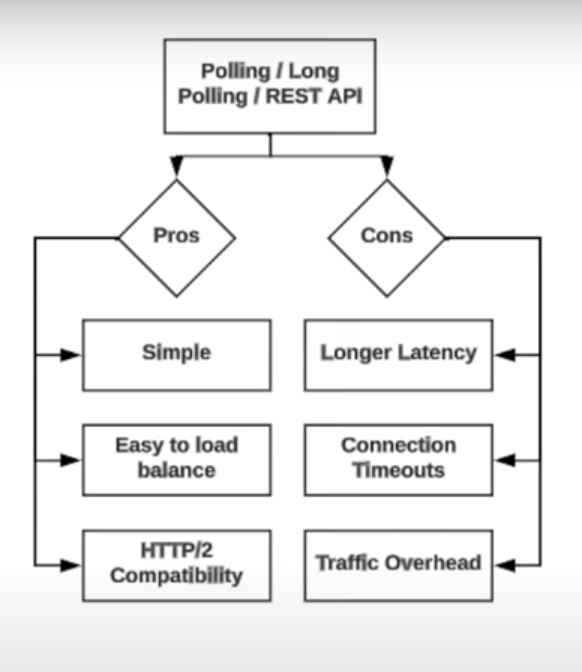 Polling / Long
Polling / REST API
Pros
Cons
Simple
Longer Latency
Easy to load
balance
Connection
Timeouts
HTTP/2
Compatibility
Traffic Overhead